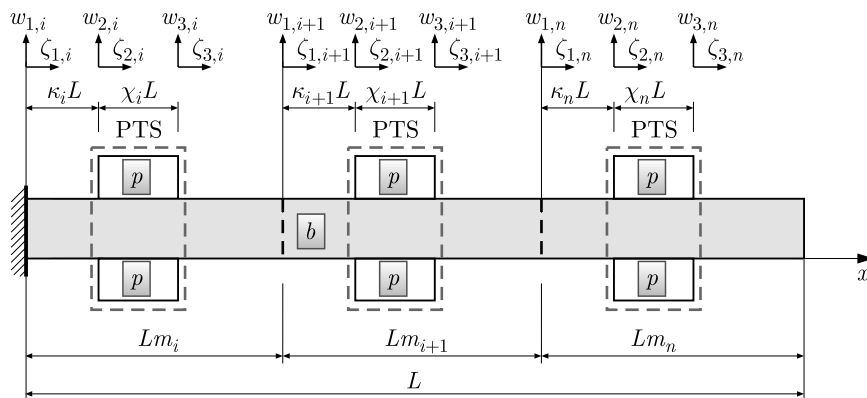 w₁,ᵢ w₂,ᵢ w₃,ᵢ w₁,ᵢ₊₁ w₂,ᵢ₊₁ w₃,ᵢ₊₁ w₁,ₙ w₂,ₙ w₃,ₙ
ζ₁,ᵢ ζ₂,ᵢ ζ₃,ᵢ ζ₁,ᵢ₊₁ ζ₂,ᵢ₊₁ ζ₃,ᵢ₊₁ ζ₁,ₙ ζ₂,ₙ ζ₃,ₙ
κᵢL χᵢL κᵢ₊₁L χᵢ₊₁L κₙL χₙL
PTS PTS PTS
p p p
b
p p p
x
Lmᵢ Lmᵢ₊₁ Lmₙ
L